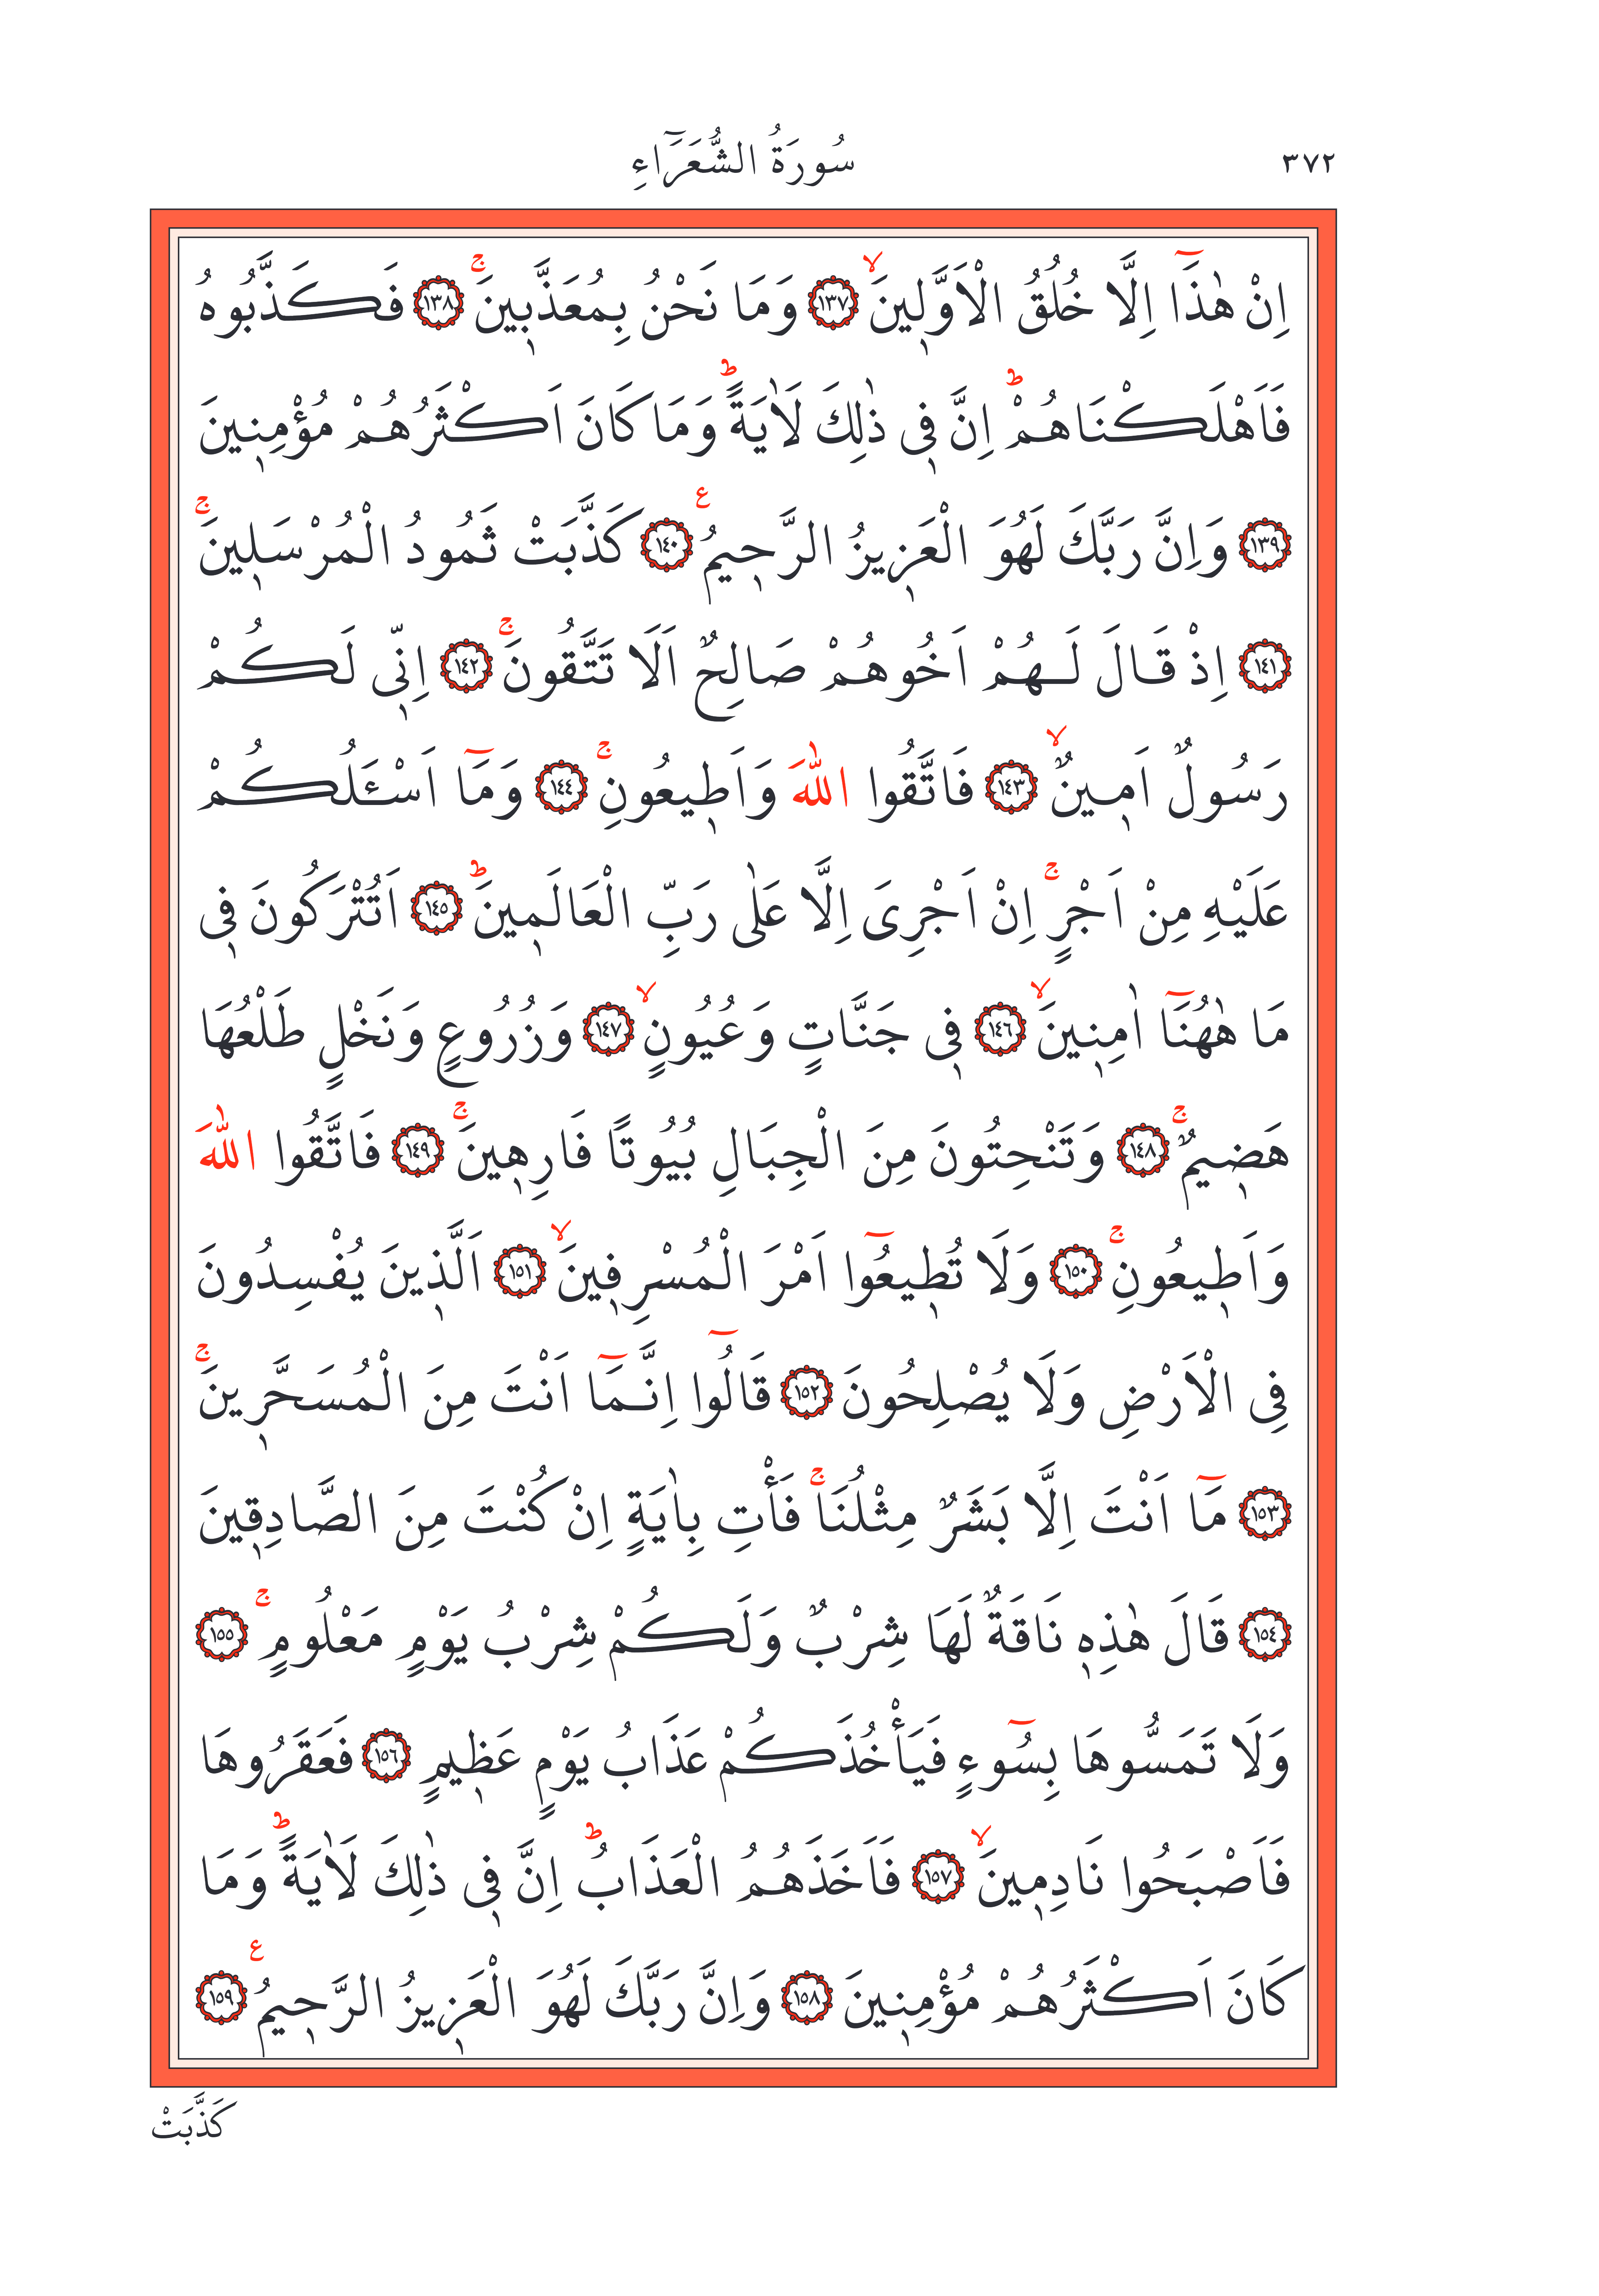 ٣٧٢
سُورَةُ الشُّعَرَٓاءِ
اِنْ هٰذَٓا اِلَّا خُلُقُ الْاَوَّل۪ينَۙ ﴿١٣٧﴾ وَمَا نَحْنُ بِمُعَذَّب۪ينَۚ ﴿١٣٨﴾ فَكَذَّبُوهُ
فَاَهْلَكْنَاهُمْۜ اِنَّ ف۪ي ذٰلِكَ لَاٰيَةًۜ وَمَا كَانَ اَكْثَرُهُمْ مُؤْمِن۪ينَ
﴿١٣٩﴾ وَاِنَّ رَبَّكَ لَهُوَ الْعَز۪يزُ الرَّح۪يمُ۟ ﴿١٤٠﴾ كَذَّبَتْ ثَمُودُ الْمُرْسَل۪ينَۚ
﴿١٤١﴾ اِذْ قَالَ لَهُمْ اَخُوهُمْ صَالِحٌ اَلَا تَتَّقُونَۚ ﴿١٤٢﴾ اِنّ۪ي لَكُمْ
رَسُولٌ اَم۪ينٌۙ ﴿١٤٣﴾ فَاتَّقُوا اللّٰهَ وَاَط۪يعُونِۚ ﴿١٤٤﴾ وَمَٓا اَسْـَٔلُكُمْ
عَلَيْهِ مِنْ اَجْرٍۚ اِنْ اَجْرِىَ اِلَّا عَلٰى رَبِّ الْعَالَم۪ينَۜ ﴿١٤٥﴾ اَتُتْرَكُونَ ف۪ي
مَا هٰهُنَٓا اٰمِن۪ينَۙ ﴿١٤٦﴾ ف۪ي جَنَّاتٍ وَعُيُونٍۙ ﴿١٤٧﴾ وَزُرُوعٍ وَنَخْلٍ طَلْعُهَا
هَض۪يمٌۚ ﴿١٤٨﴾ وَتَنْحِتُونَ مِنَ الْجِبَالِ بُيُوتًا فَارِه۪ينَۚ ﴿١٤٩﴾ فَاتَّقُوا اللّٰهَ
وَاَط۪يعُونِۚ ﴿١٥٠﴾ وَلَا تُط۪يعُٓوا اَمْرَ الْمُسْرِف۪ينَۙ ﴿١٥١﴾ اَلَّذ۪ينَ يُفْسِدُونَ
فِي الْاَرْضِ وَلَا يُصْلِحُونَ ﴿١٥٢﴾ قَالُٓوا اِنَّمَٓا اَنْتَ مِنَ الْمُسَحَّر۪ينَۚ
﴿١٥٣﴾ مَٓا اَنْتَ اِلَّا بَشَرٌ مِثْلُنَاۚ فَأْتِ بِاٰيَةٍ اِنْ كُنْتَ مِنَ الصَّادِق۪ينَ
﴿١٥٤﴾ قَالَ هٰذِه۪ نَاقَةٌ لَهَا شِرْبٌ وَلَكُمْ شِرْبُ يَوْمٍ مَعْلُومٍۚ ﴿١٥٥﴾
وَلَا تَمَسُّوهَا بِسُٓوءٍ فَيَأْخُذَكُمْ عَذَابُ يَوْمٍ عَظ۪يمٍ ﴿١٥٦﴾ فَعَقَرُوهَا
فَاَصْبَحُوا نَادِم۪ينَۙ ﴿١٥٧﴾ فَاَخَذَهُمُ الْعَذَابُۜ اِنَّ ف۪ي ذٰلِكَ لَاٰيَةًۜ وَمَا
كَانَ اَكْثَرُهُمْ مُؤْمِن۪ينَ ﴿١٥٨﴾ وَاِنَّ رَبَّكَ لَهُوَ الْعَز۪يزُ الرَّح۪يمُ۟ ﴿١٥٩﴾
كَذَّبَتْ